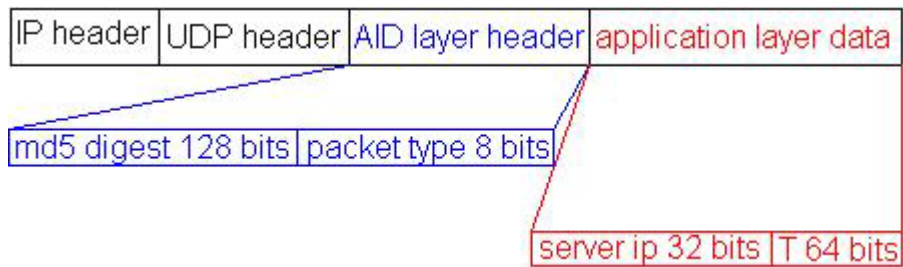 IP header UDP header AID layer header application layer data
md5 digest 128 bits packet type 8 bits
server ip 32 bits T 64 bits